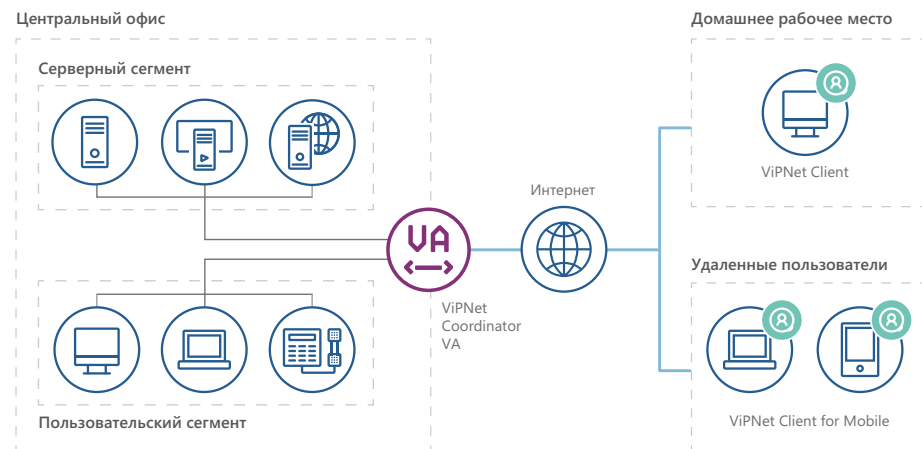 Центральный офис
Серверный сегмент
VA
ViPNet
Coordinator
VA
Пользовательский сегмент
Интернет
Домашнее рабочее место
ViPNet Client
Удаленные пользователи
ViPNet Client for Mobile